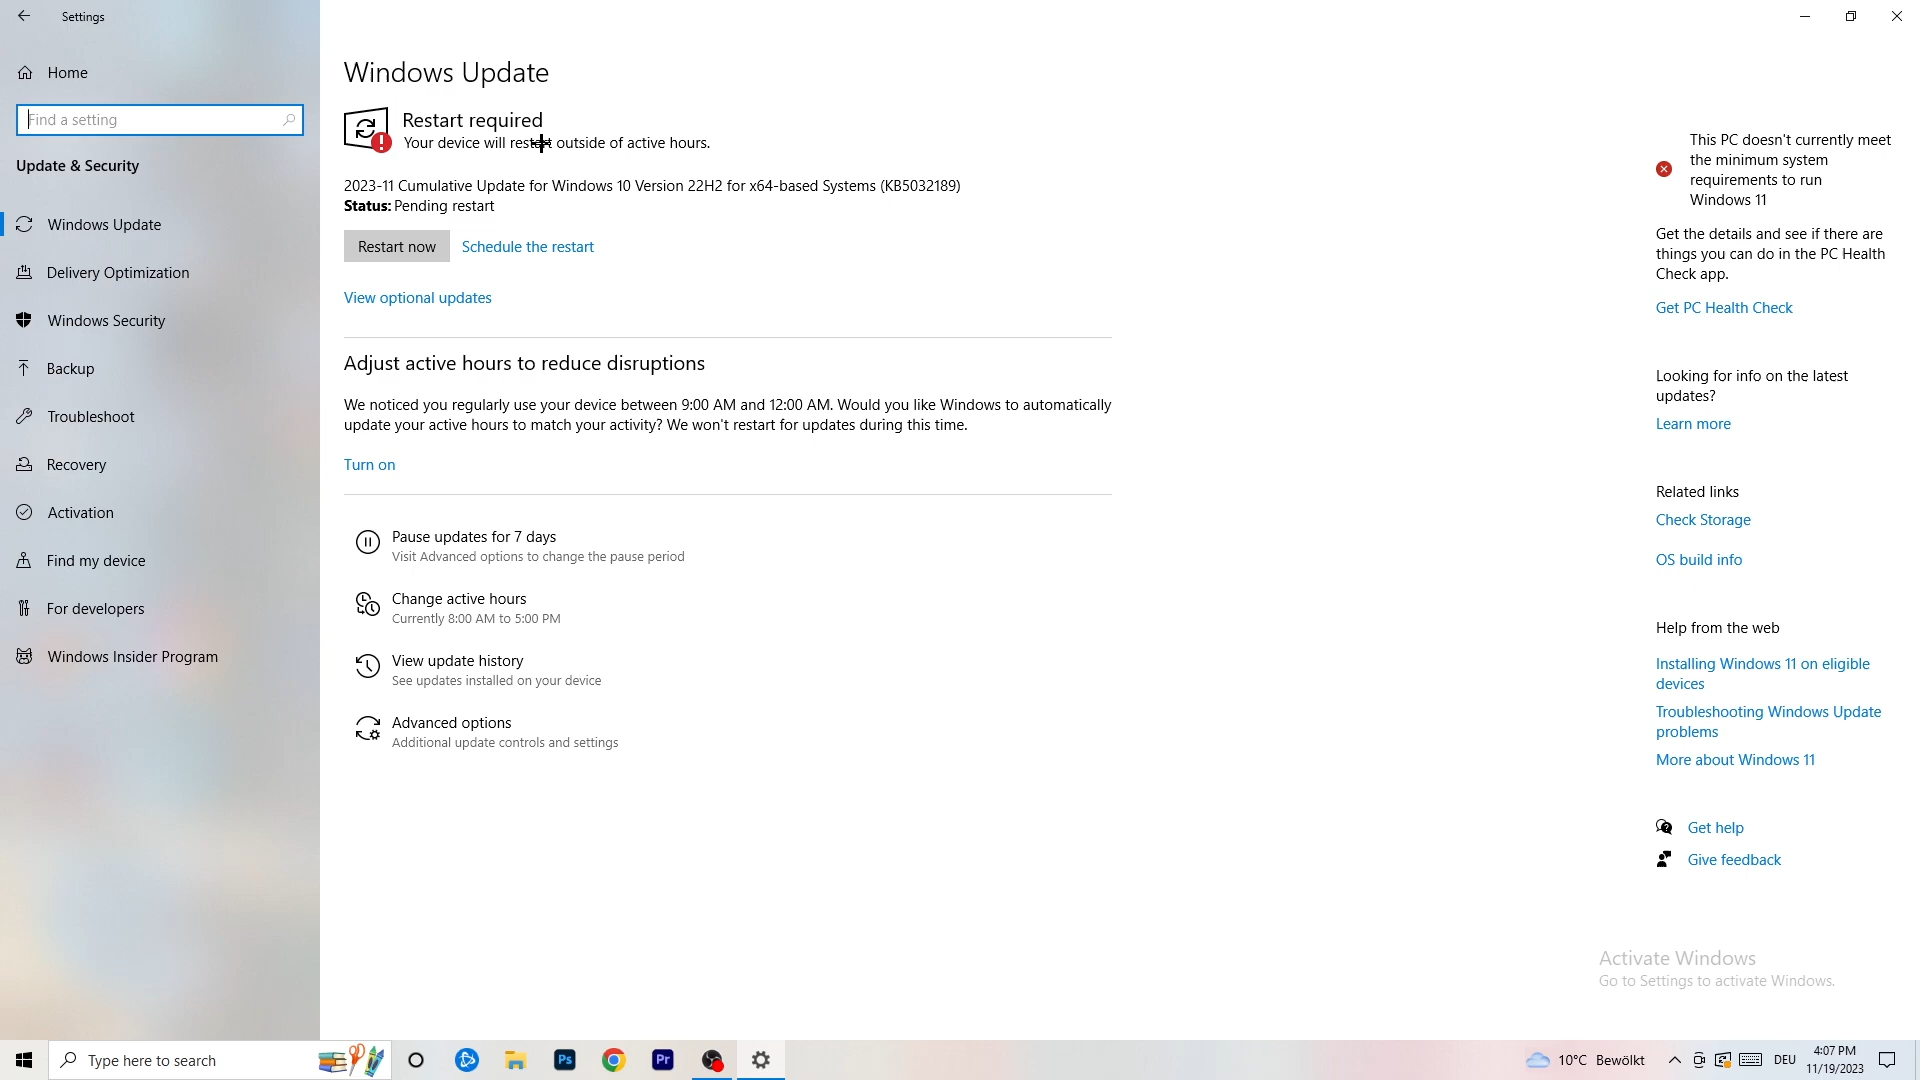 Settings
Home
Find a setting
Update & Security
Windows Update
Delivery Optimization
Windows Security
Backup
Troubleshoot
Recovery
Activation
Find my device
For developers
Windows Insider Program
Windows Update
Restart required
Your device will restart outside of active hours.
2023-11 Cumulative Update for Windows 10 Version 22H2 for x64-based Systems (KB5032189)
Status: Pending restart
Restart now Schedule the restart
View optional updates
Adjust active hours to reduce disruptions
We noticed you regularly use your device between 9:00 AM and 12:00 AM. Would you like Windows to automatically
update your active hours to match your activity? We won't restart for updates during this time.
Turn on
Pause updates for 7 days
Visit Advanced options to change the pause period
Change active hours
Currently 8:00 AM to 5:00 PM
View update history
See updates installed on your device
Advanced options
Additional update controls and settings
This PC doesn't currently meet
the minimum system
requirements to run
Windows 11
Get the details and see if there are
things you can do in the PC Health
Check app.
Get PC Health Check
Looking for info on the latest
updates?
Learn more
Related links
Check Storage
OS build info
Help from the web
Installing Windows 11 on eligible
devices
Troubleshooting Windows Update
problems
More about Windows 11
Get help
Give feedback
Activate Windows
Go to Settings to activate Windows.
Type here to search
Ps
Pr
10°C Bewölkt
DEU
4:07 PM
11/19/2023